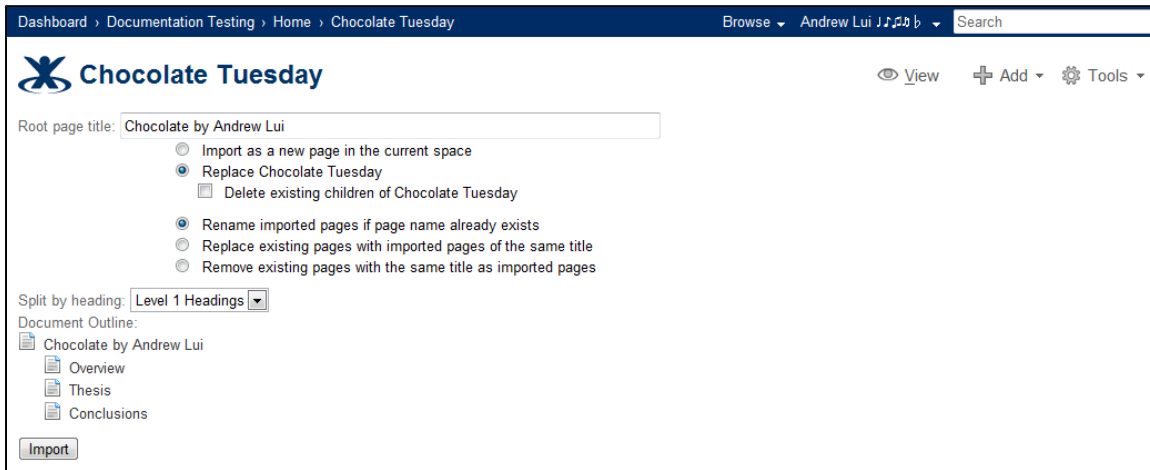 Dashboard › Documentation Testing › Home › Chocolate Tuesday Browse Andrew Lui ♩♪♫♬♭ Search
Chocolate Tuesday View Add Tools
Root page title: Chocolate by Andrew Lui
Import as a new page in the current space
Replace Chocolate Tuesday
Delete existing children of Chocolate Tuesday
Rename imported pages if page name already exists
Replace existing pages with imported pages of the same title
Remove existing pages with the same title as imported pages
Split by heading: Level 1 Headings
Document Outline:
Chocolate by Andrew Lui
Overview
Thesis
Conclusions
Import